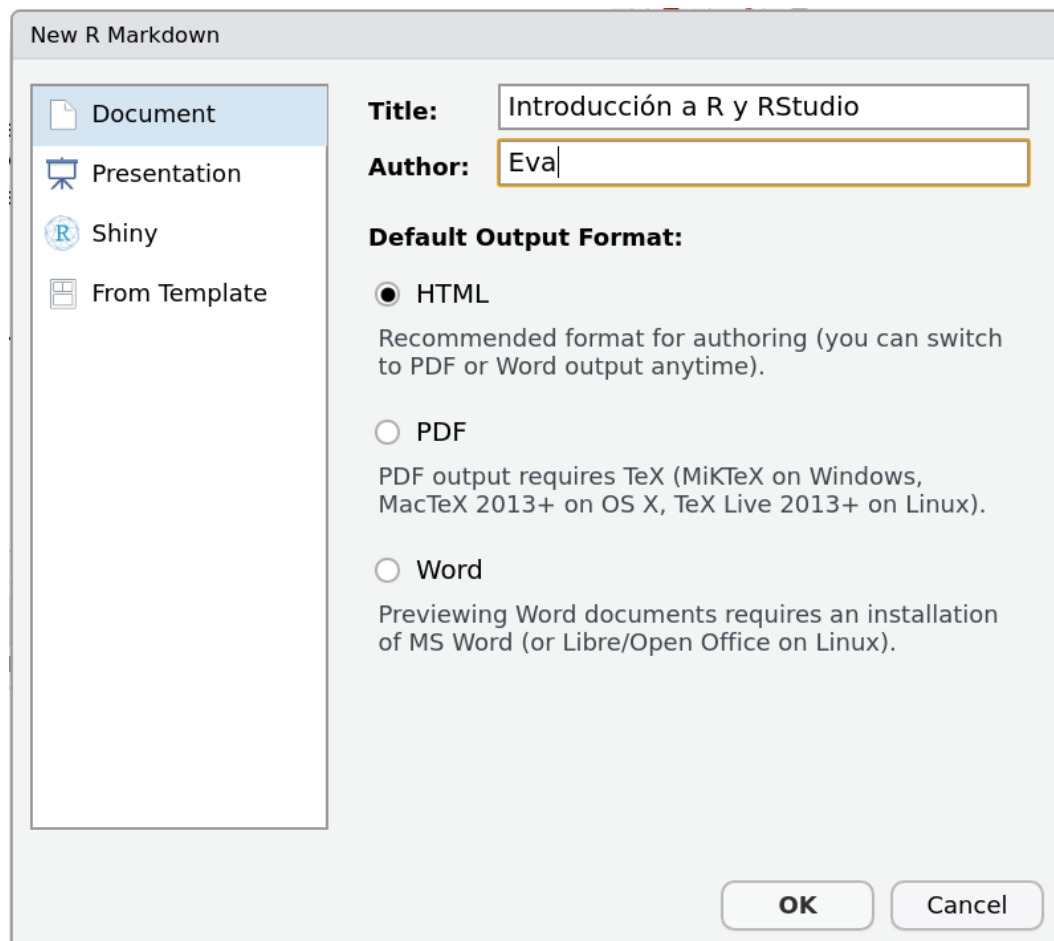 New R Markdown
Document
Presentation
R Shiny
From Template
Title: Introducción a R y RStudio
Author: Eva
Default Output Format:
HTML
Recommended format for authoring (you can switch
to PDF or Word output anytime).
PDF
PDF output requires TeX (MiKTeX on Windows,
MacTeX 2013+ on OS X, TeX Live 2013+ on Linux).
Word
Previewing Word documents requires an installation
of MS Word (or Libre/Open Office on Linux).
OK Cancel